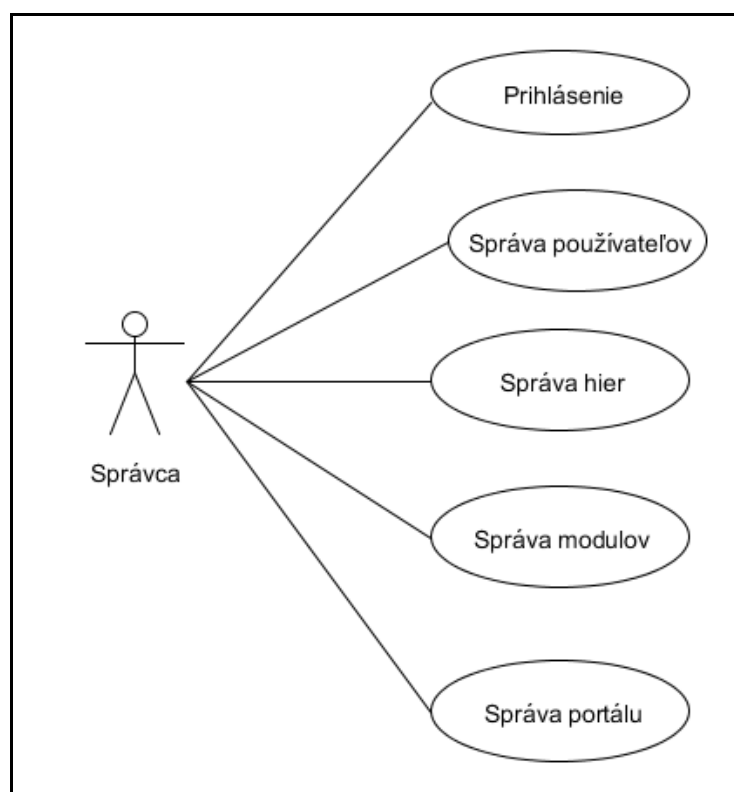 Prihlásenie
Správa používateľov
Správa hier
Správca
Správa modulov
Správa portálu